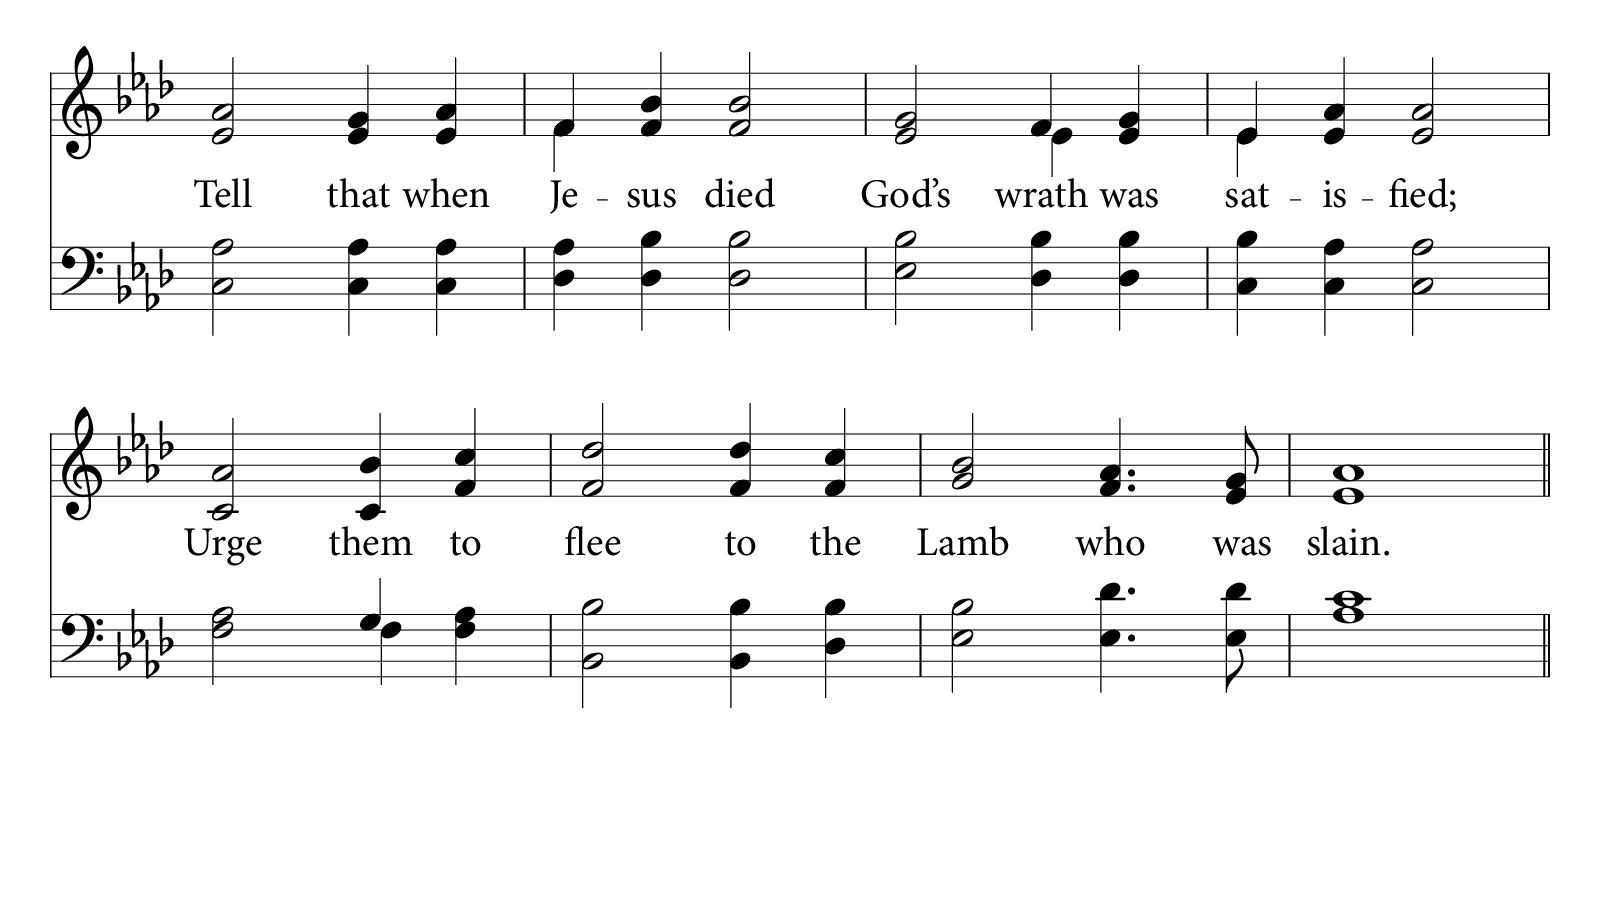 Tell that when Je - sus died God’s wrath was sat - is - fied;
Urge them to flee to the Lamb who was slain.